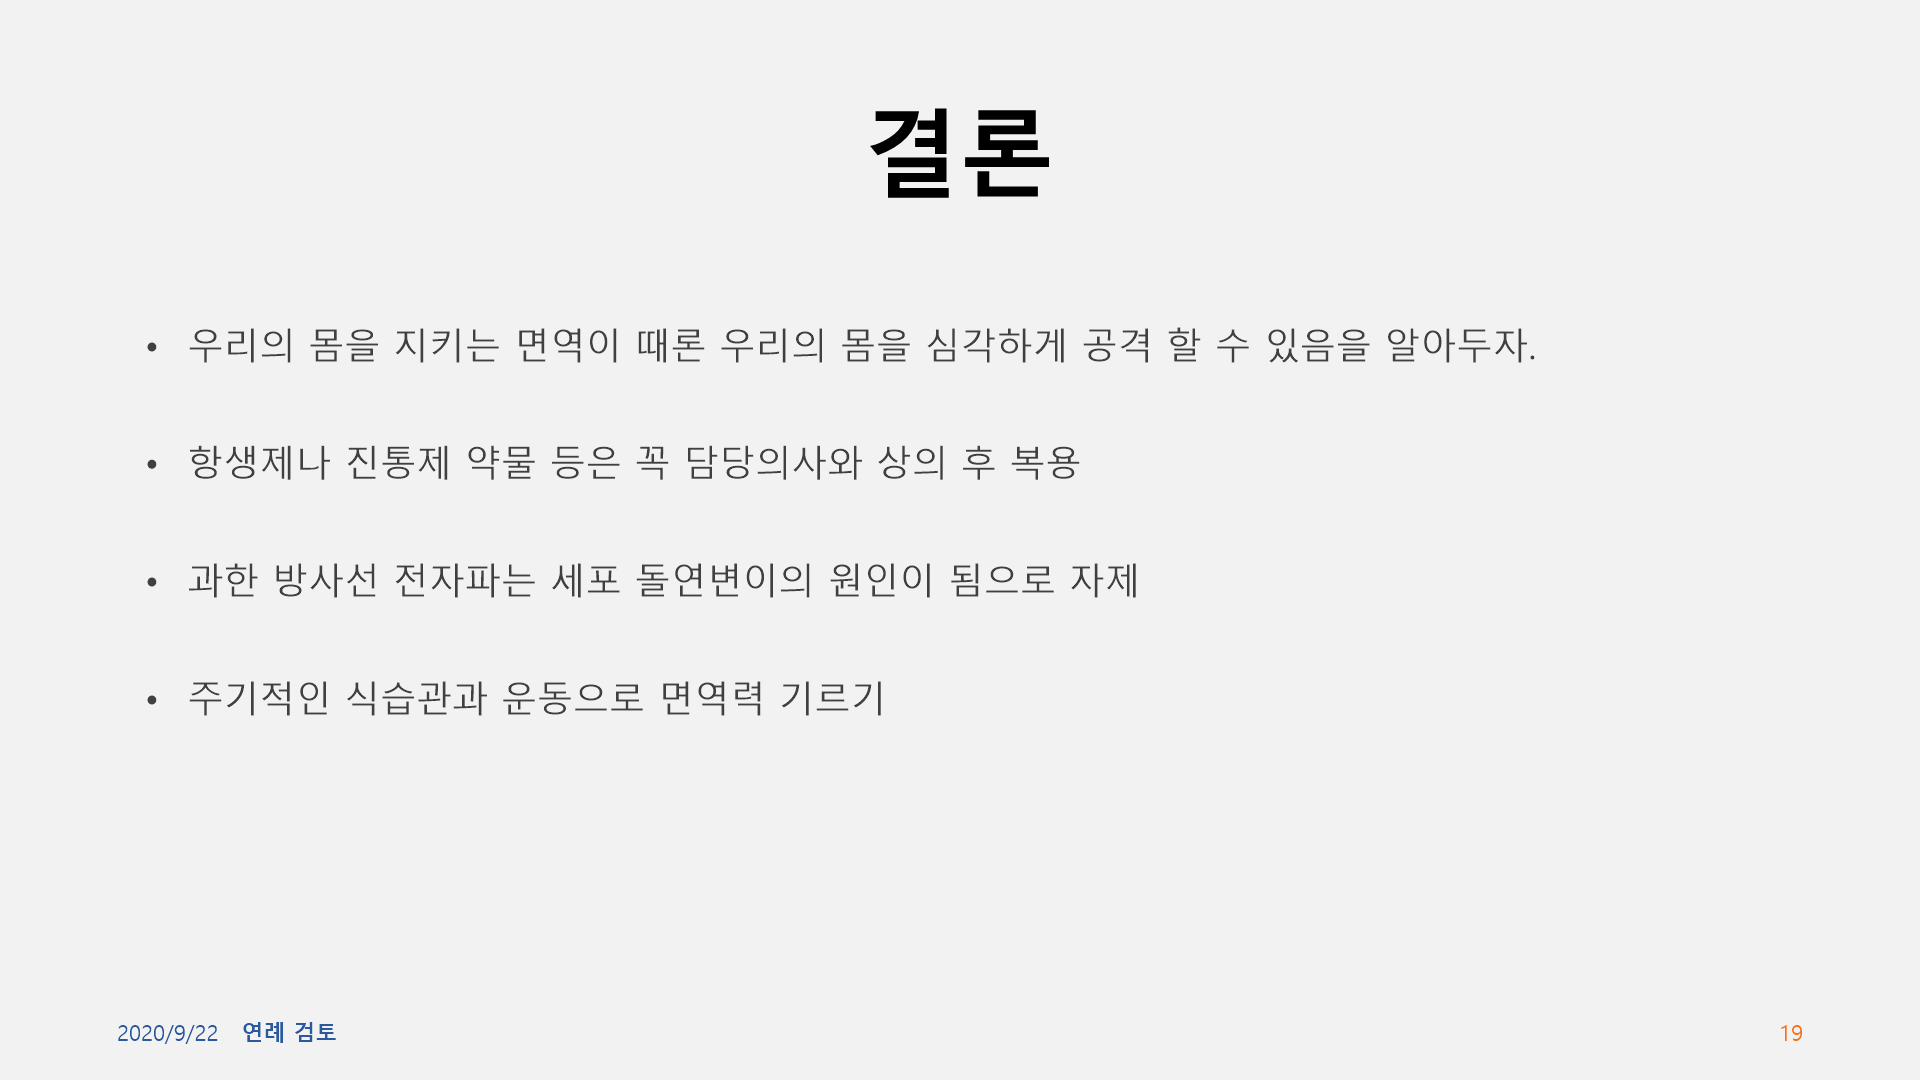 결론
• 우리의 몸을 지키는 면역이 때론 우리의 몸을 심각하게 공격 할 수 있음을 알아두자.
• 항생제나 진통제 약물 등은 꼭 담당의사와 상의 후 복용
• 과한 방사선 전자파는 세포 돌연변이의 원인이 됨으로 자제
• 주기적인 식습관과 운동으로 면역력 기르기
2020/9/22 연례 검토 19